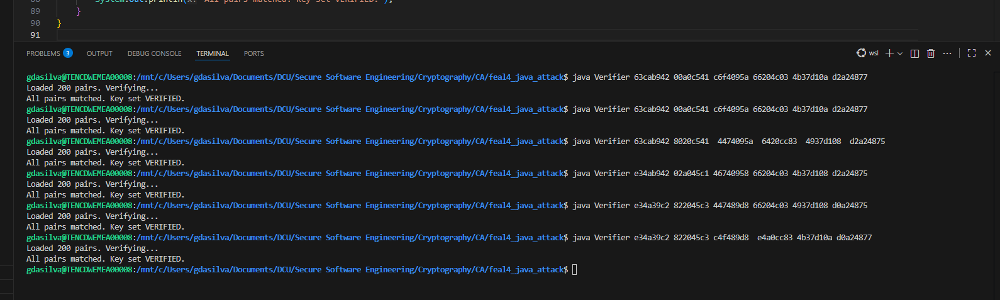 89 }
90 }
91
PROBLEMS 3 OUTPUT DEBUG CONSOLE TERMINAL PORTS wsl
gdasilva@TENCDWEMEA00008:/mnt/c/Users/gdasilva/Documents/DCU/Secure Software Engineering/Cryptography/CA/feal4_java_attack$ java Verifier 63cab942 00a0c541 c6f4095a 66204c03 4b37d10a d2a24877
Loaded 200 pairs. Verifying...
All pairs matched. Key set VERIFIED.
gdasilva@TENCDWEMEA00008:/mnt/c/Users/gdasilva/Documents/DCU/Secure Software Engineering/Cryptography/CA/feal4_java_attack$ java Verifier 63cab942 00a0c541 c6f4095a 66204c03 4b37d10a d2a24877
Loaded 200 pairs. Verifying...
All pairs matched. Key set VERIFIED.
gdasilva@TENCDWEMEA00008:/mnt/c/Users/gdasilva/Documents/DCU/Secure Software Engineering/Cryptography/CA/feal4_java_attack$ java Verifier 63cab942 8020c541  4474095a  6420cc83  4937d108  d2a24875
Loaded 200 pairs. Verifying...
All pairs matched. Key set VERIFIED.
gdasilva@TENCDWEMEA00008:/mnt/c/Users/gdasilva/Documents/DCU/Secure Software Engineering/Cryptography/CA/feal4_java_attack$ java Verifier e34ab942 02a045c1 46740958 66204c03 4b37d108 d2a24875
Loaded 200 pairs. Verifying...
All pairs matched. Key set VERIFIED.
gdasilva@TENCDWEMEA00008:/mnt/c/Users/gdasilva/Documents/DCU/Secure Software Engineering/Cryptography/CA/feal4_java_attack$ java Verifier e34a39c2 822045c3 447489d8 66204c03 4937d108 d0a24875
Loaded 200 pairs. Verifying...
All pairs matched. Key set VERIFIED.
gdasilva@TENCDWEMEA00008:/mnt/c/Users/gdasilva/Documents/DCU/Secure Software Engineering/Cryptography/CA/feal4_java_attack$ java Verifier e34a39c2 822045c3 c4f489d8  e4a0cc83 4b37d10a d0a24877
Loaded 200 pairs. Verifying...
All pairs matched. Key set VERIFIED.
gdasilva@TENCDWEMEA00008:/mnt/c/Users/gdasilva/Documents/DCU/Secure Software Engineering/Cryptography/CA/feal4_java_attack$